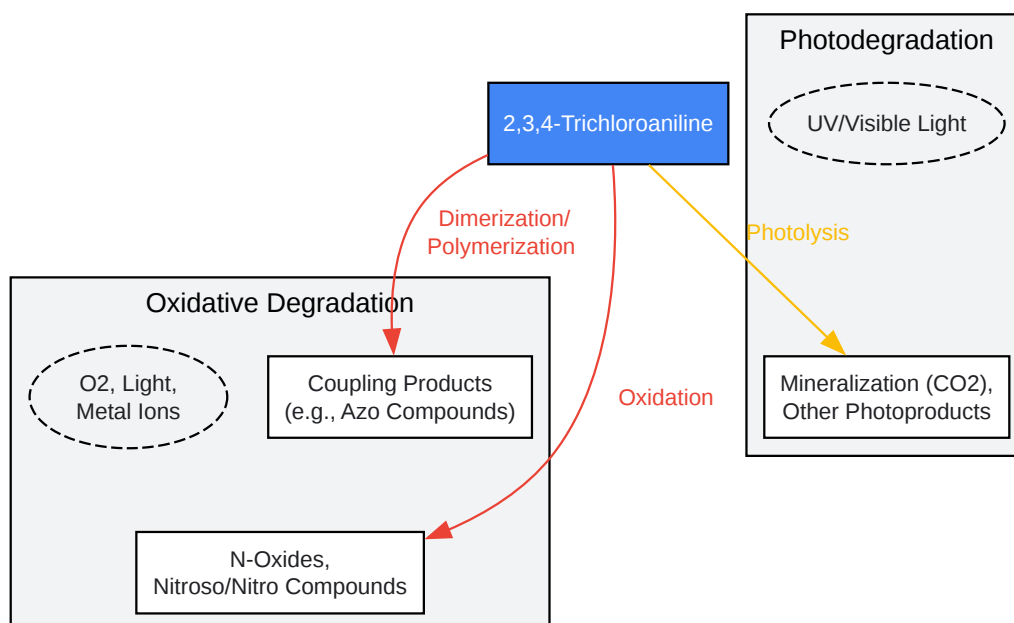 Photodegradation
2,3,4-Trichloroaniline
UV/Visible Light
Dimerization/
Polymerization
Photolysis
Oxidative Degradation
O2, Light,
Metal Ions
Coupling Products
(e.g., Azo Compounds)
Oxidation
Mineralization (CO2),
Other Photoproducts
N-Oxides,
Nitroso/Nitro Compounds